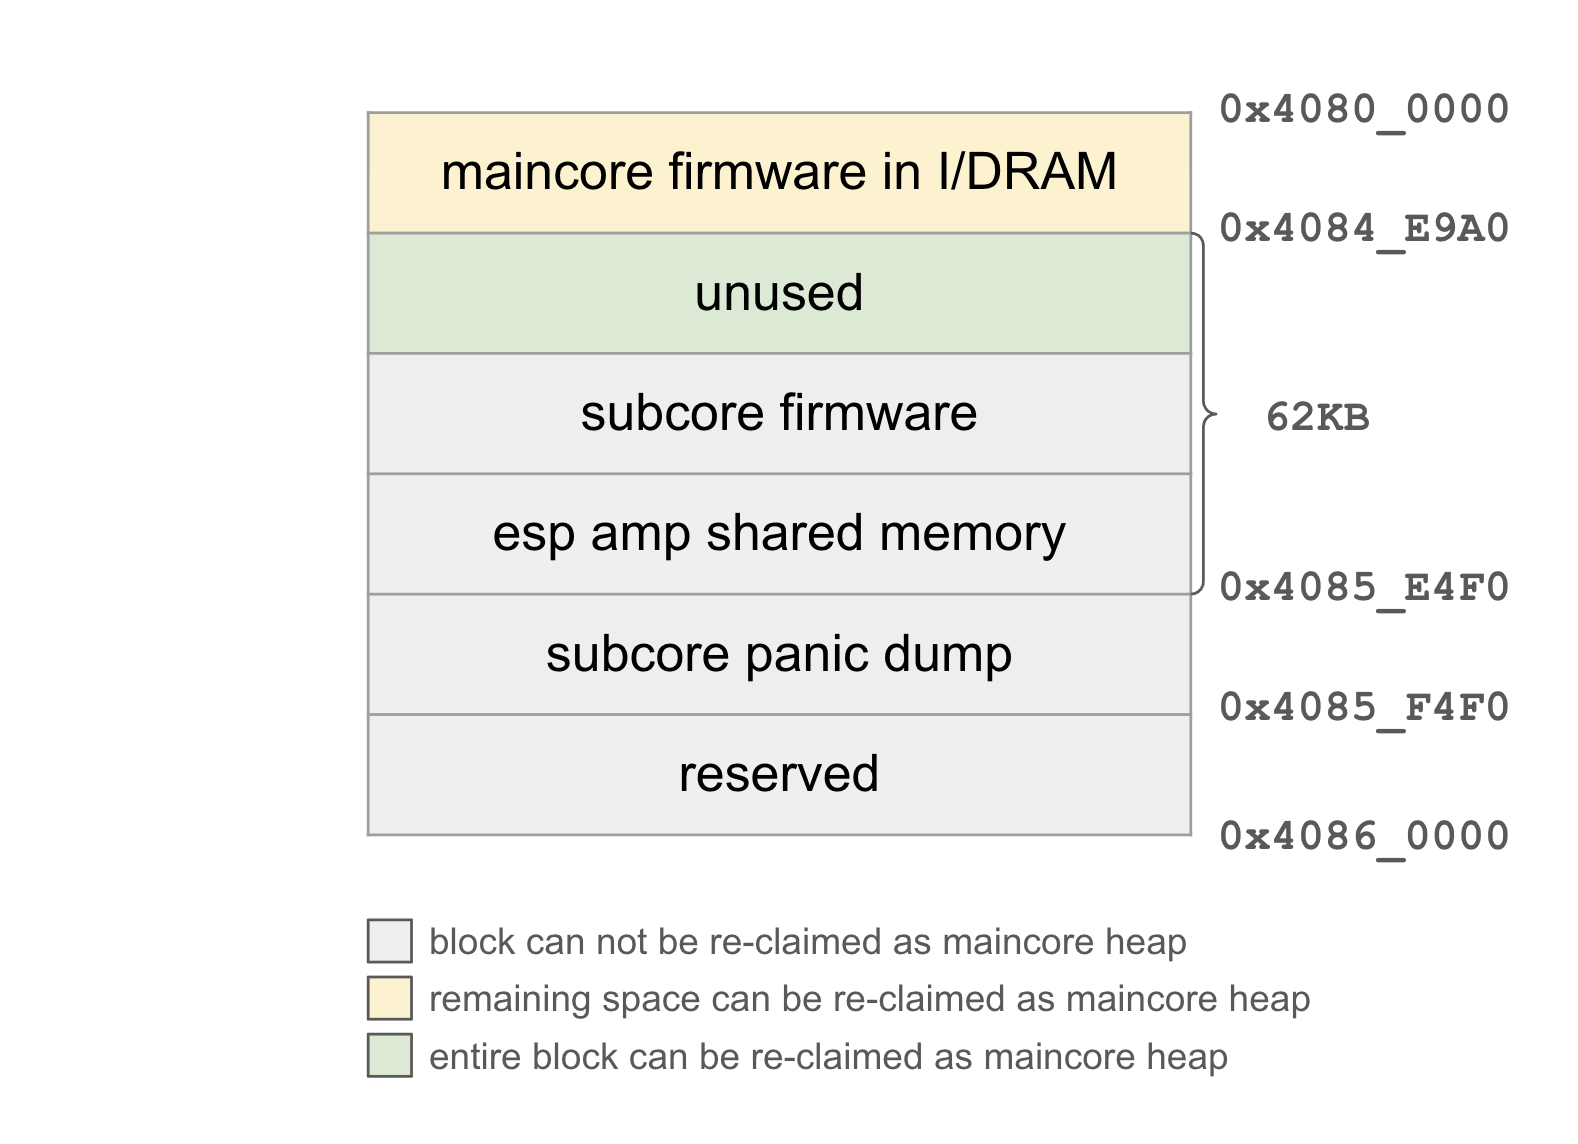 0x4080_0000
maincore firmware in I/DRAM
0x4084_E9A0
unused
subcore firmware
62KB
esp amp shared memory
0x4085_E4F0
subcore panic dump
0x4085_F4F0
reserved
0x4086_0000
block can not be re-claimed as maincore heap
remaining space can be re-claimed as maincore heap
entire block can be re-claimed as maincore heap